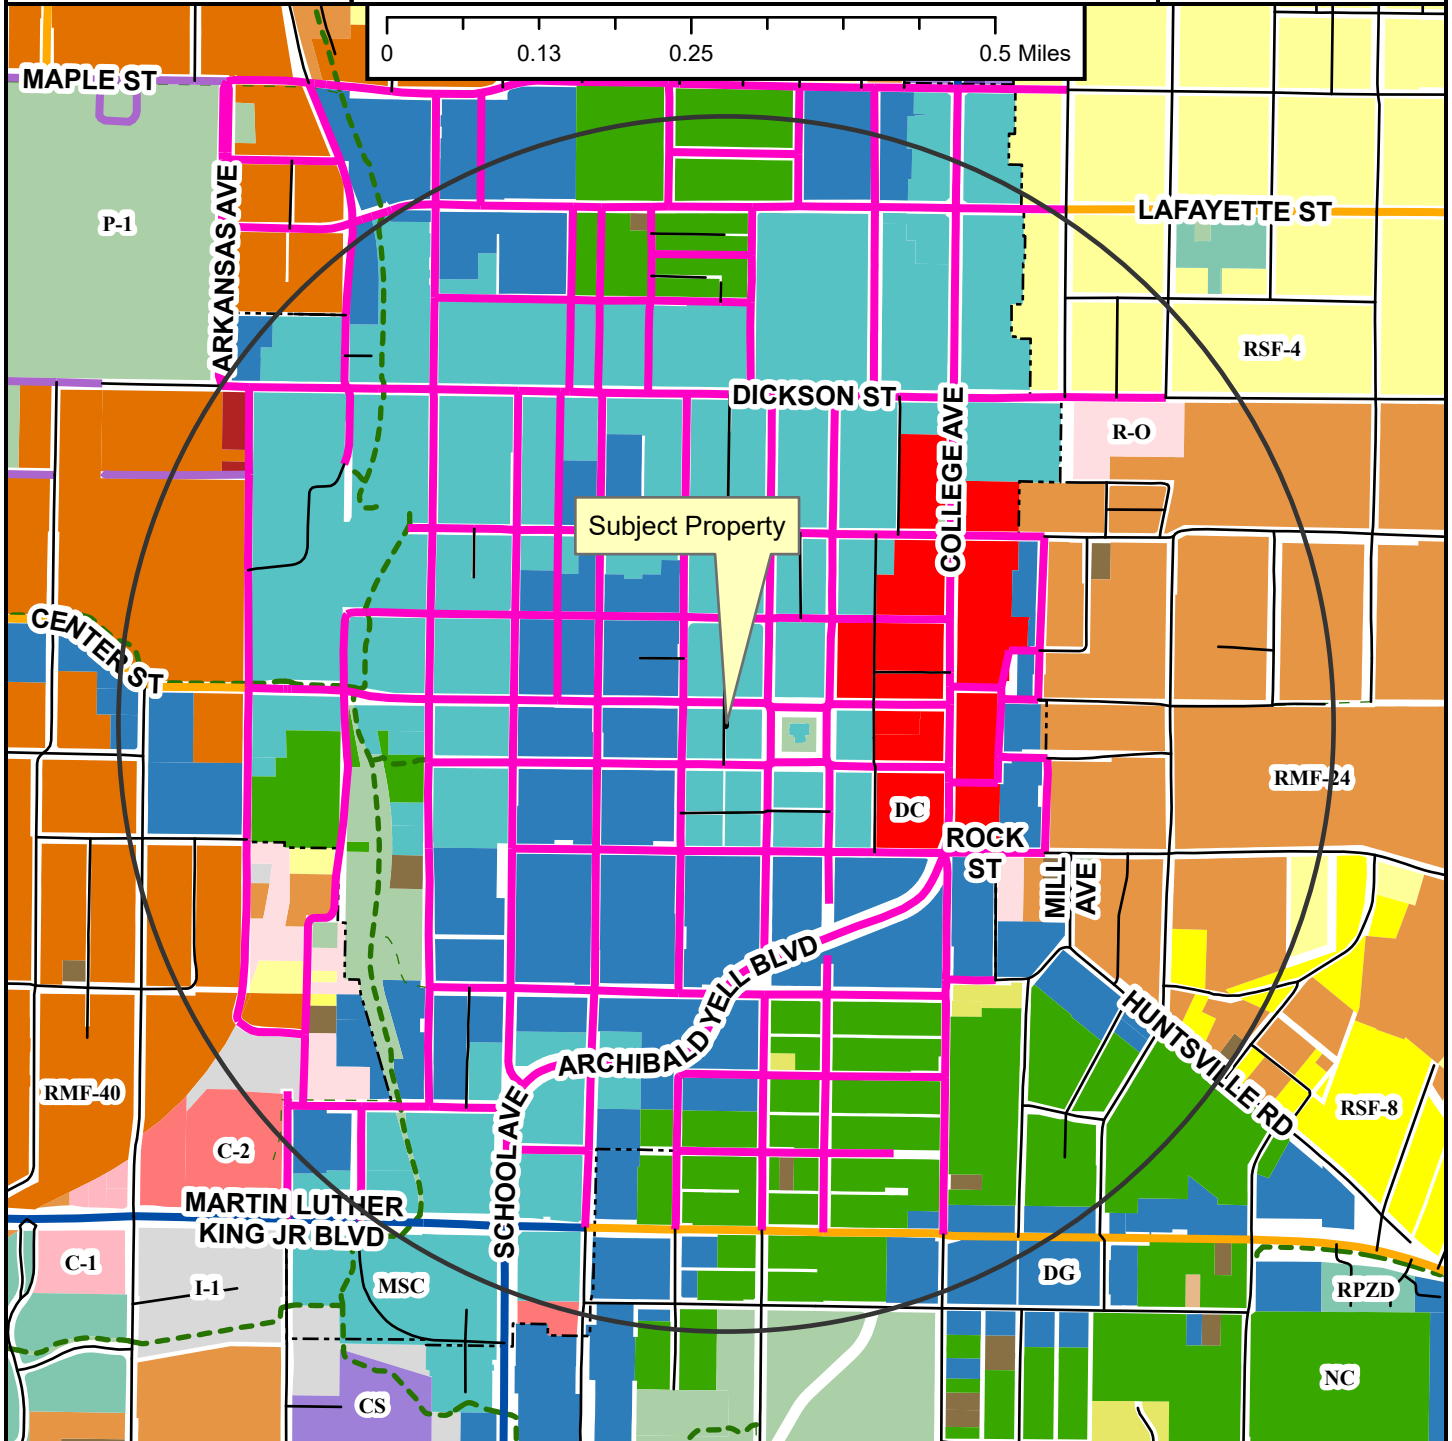 0 0.13 0.25 0.5 Miles
MAPLE ST
P-1
ARKANSAS AVE
LAFAYETTE ST
RSF-4
DICKSON ST
COLLEGE AVE
R-O
Subject Property
CENTER ST
RMF-24
DC
ROCK
ST
MILL
AVE
ARCHIBALD YELL BLVD
HUNTSVILLE RD
RMF-40
RSF-8
C-2
SCHOOL AVE
MARTIN LUTHER
KING JR BLVD
C-1
I-1
MSC
DG
RPZD
CS
NC